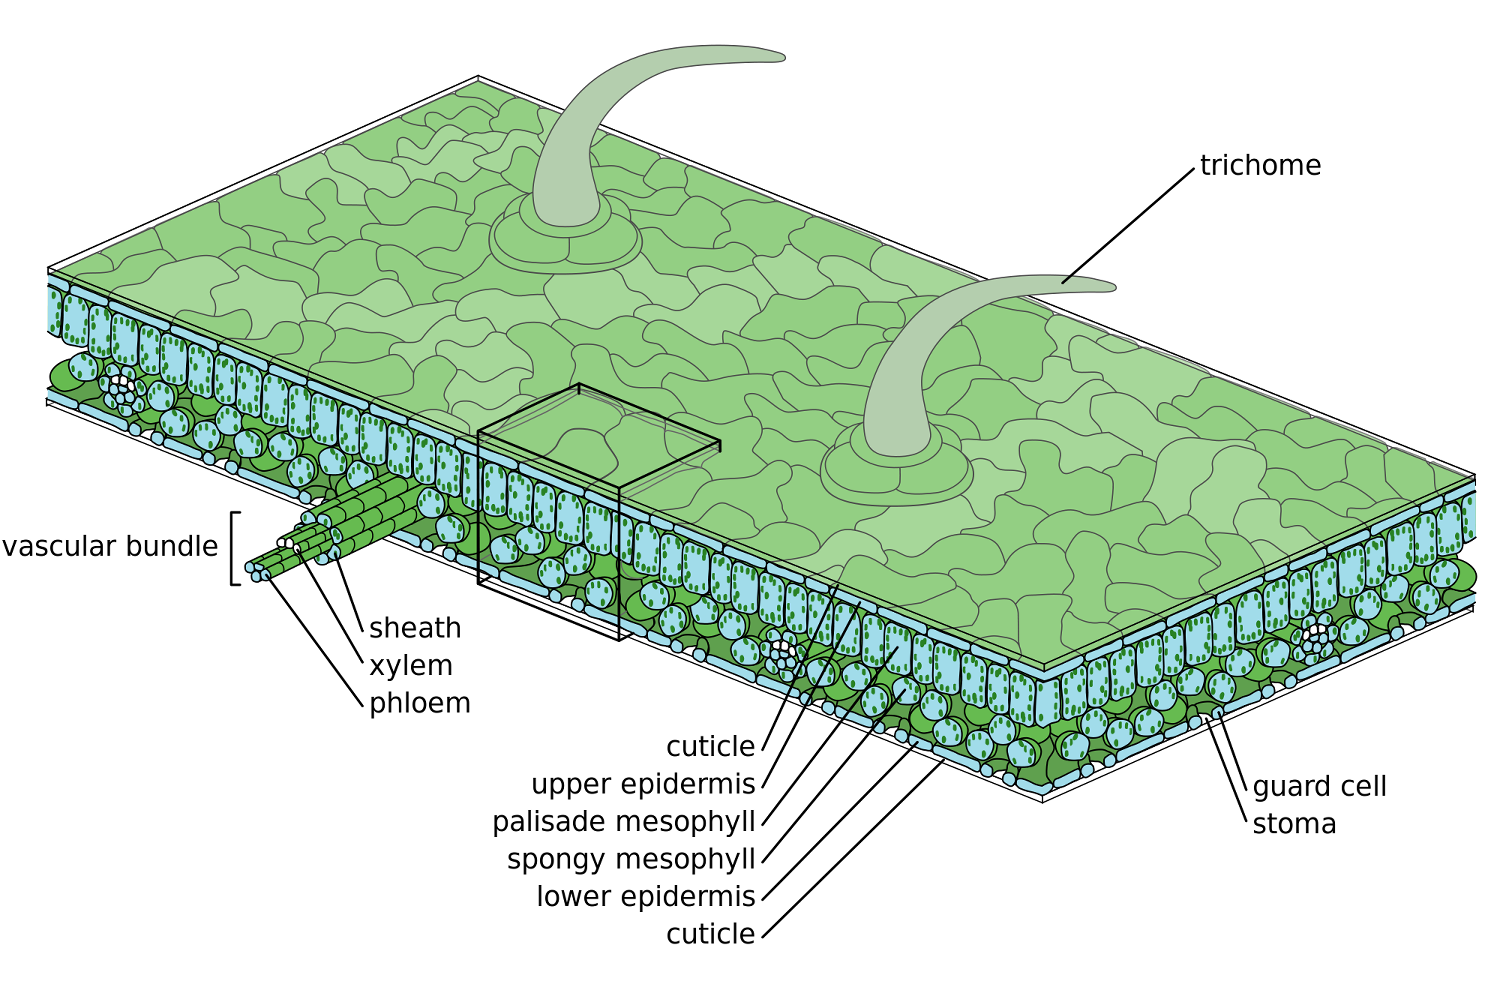 trichome
vascular bundle
sheath
xylem
phloem
cuticle
upper epidermis
palisade mesophyll
spongy mesophyll
lower epidermis
cuticle
guard cell
stoma